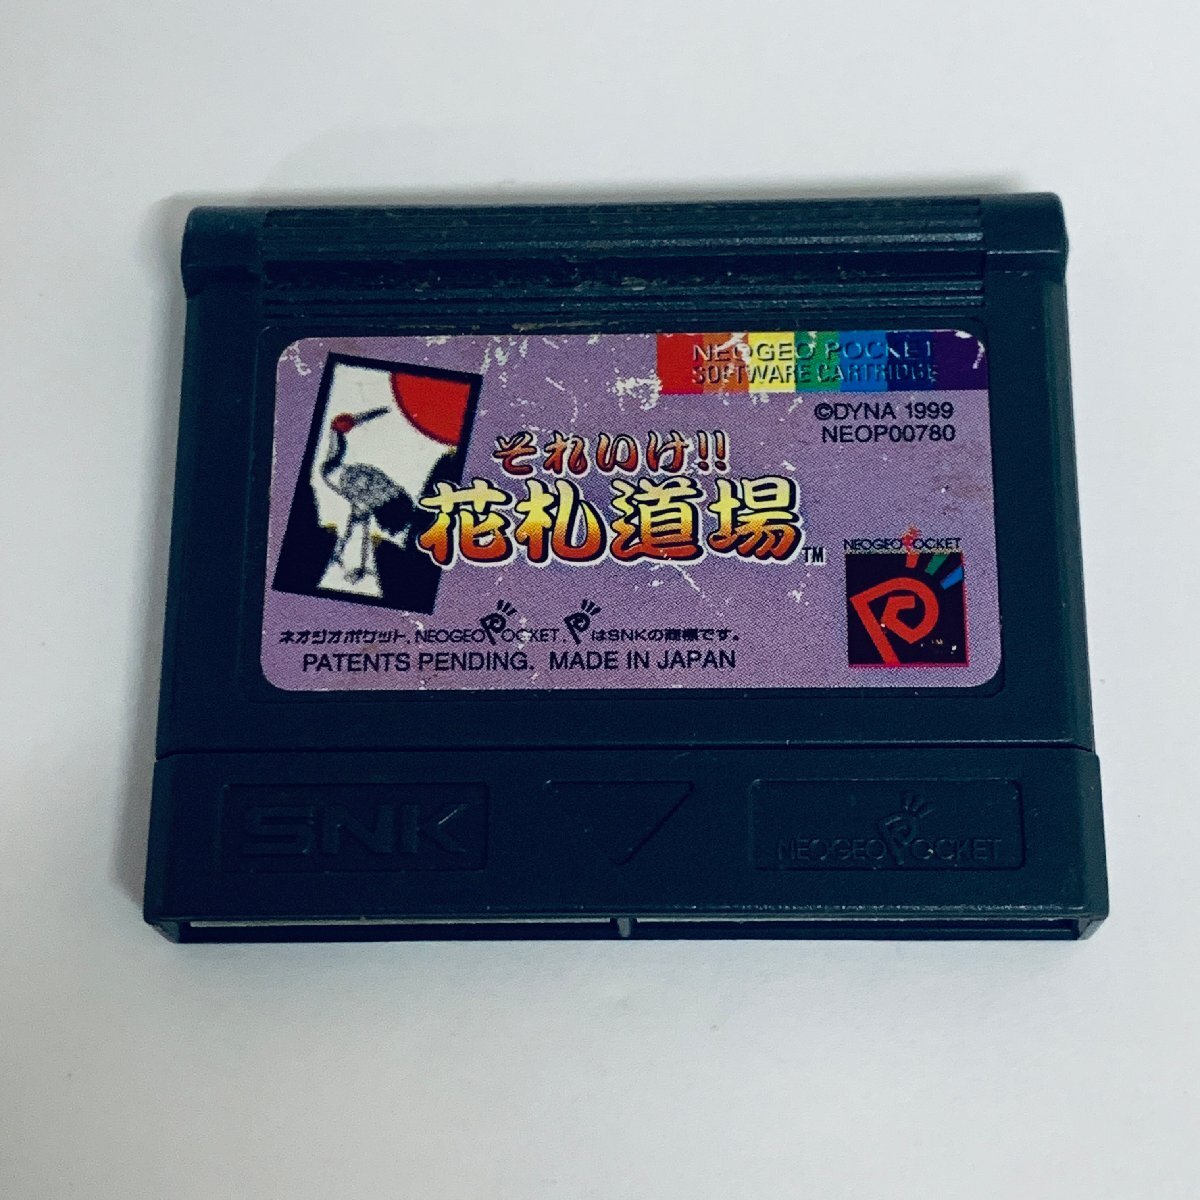 NEOGEO POCKET
SOFTWARE CARTRIDGE
©DYNA 1999
NEOP00780
それいけ!!
花札道場™
NEOGEO POCKET
ネオジオポケット, NEOGEO POCKET, P はSNKの商標です。
PATENTS PENDING. MADE IN JAPAN
SNK
NEOGEO POCKET